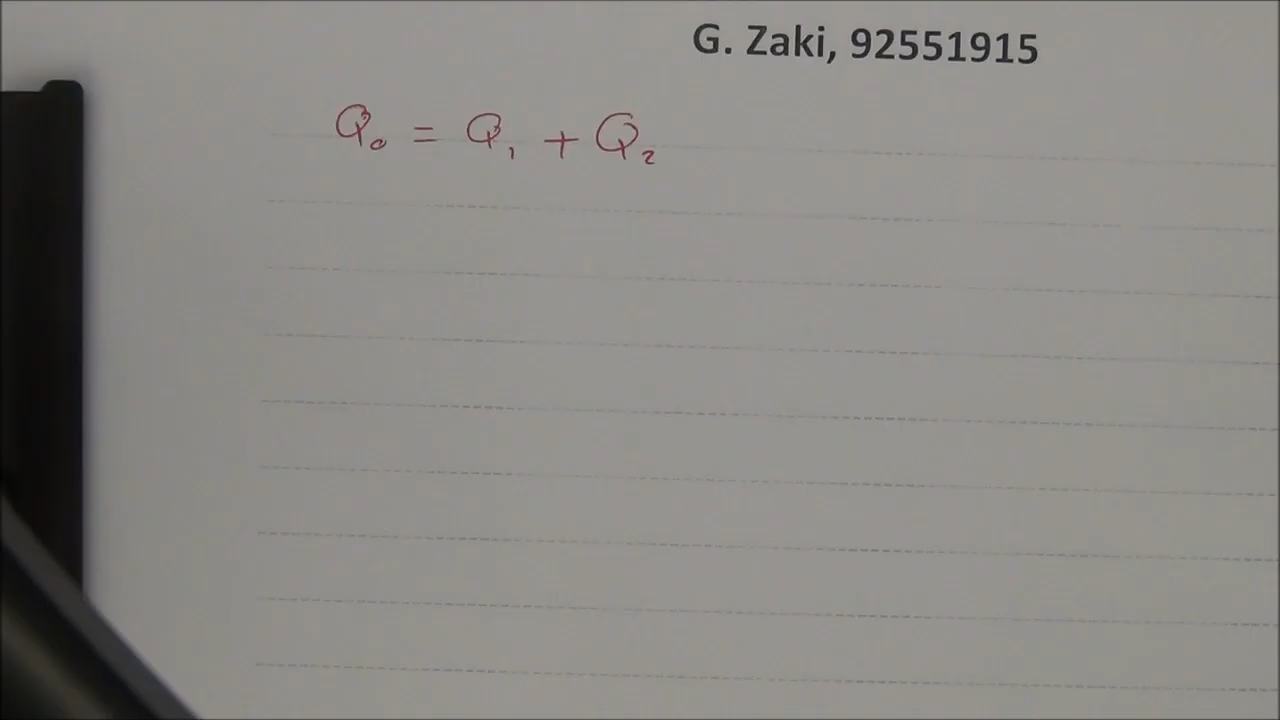 G. Zaki, 92551915
Q₀ = Q₁ + Q₂